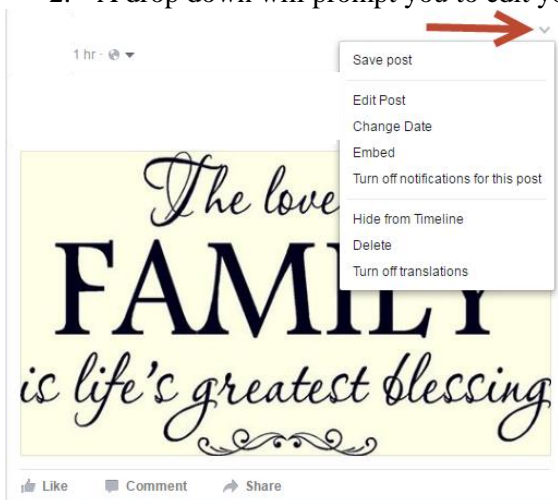 2. A drop down will prompt you to edit yo
1 hr ·
Save post
Edit Post
Change Date
Embed
Turn off notifications for this post
Hide from Timeline
Delete
Turn off translations
The love
FAMILY
is life's greatest blessing
Like Comment Share